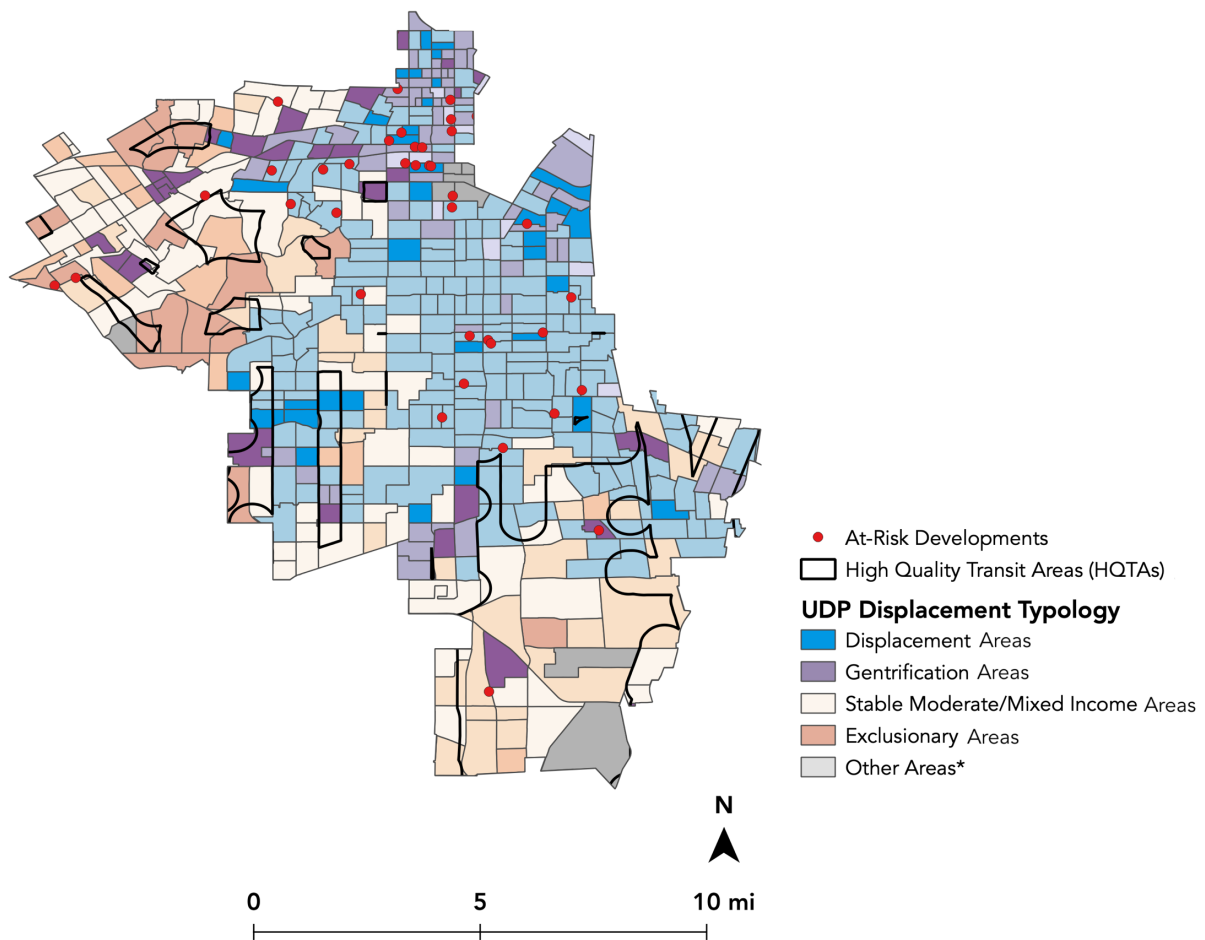 At-Risk Developments
High Quality Transit Areas (HQTAs)
UDP Displacement Typology
Displacement Areas
Gentrification Areas
Stable Moderate/Mixed Income Areas
Exclusionary Areas
Other Areas*
N
0 5 10 mi